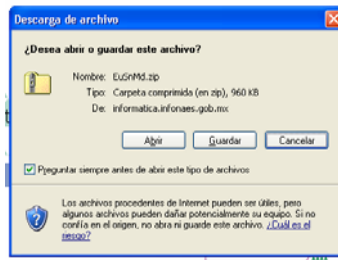 Descarga de archivo
¿Desea abrir o guardar este archivo?
Nombre: EuSnMd.zip
Tipo: Carpeta comprimida (en zip), 960 KB
De: informatica.infonaes.gob.mx
Abrir Guardar Cancelar
Preguntar siempre antes de abrir este tipo de archivos
Los archivos procedentes de Internet pueden ser útiles, pero
algunos archivos pueden dañar potencialmente su equipo. Si no
confía en el origen, no abra ni guarde este archivo. ¿Cuál es el
riesgo?